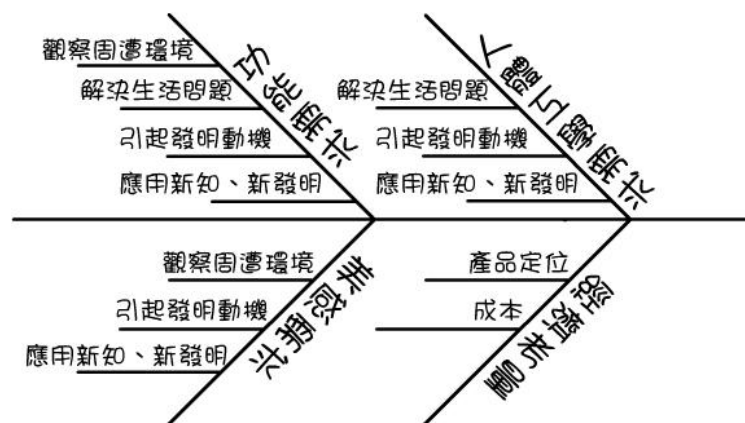 功能需求
觀察周遭環境
解決生活問題
引起發明動機
應用新知、新發明
人體工學需求
解決生活問題
引起發明動機
應用新知、新發明
美感需求
觀察周遭環境
引起發明動機
應用新知、新發明
經濟考量
產品定位
成本